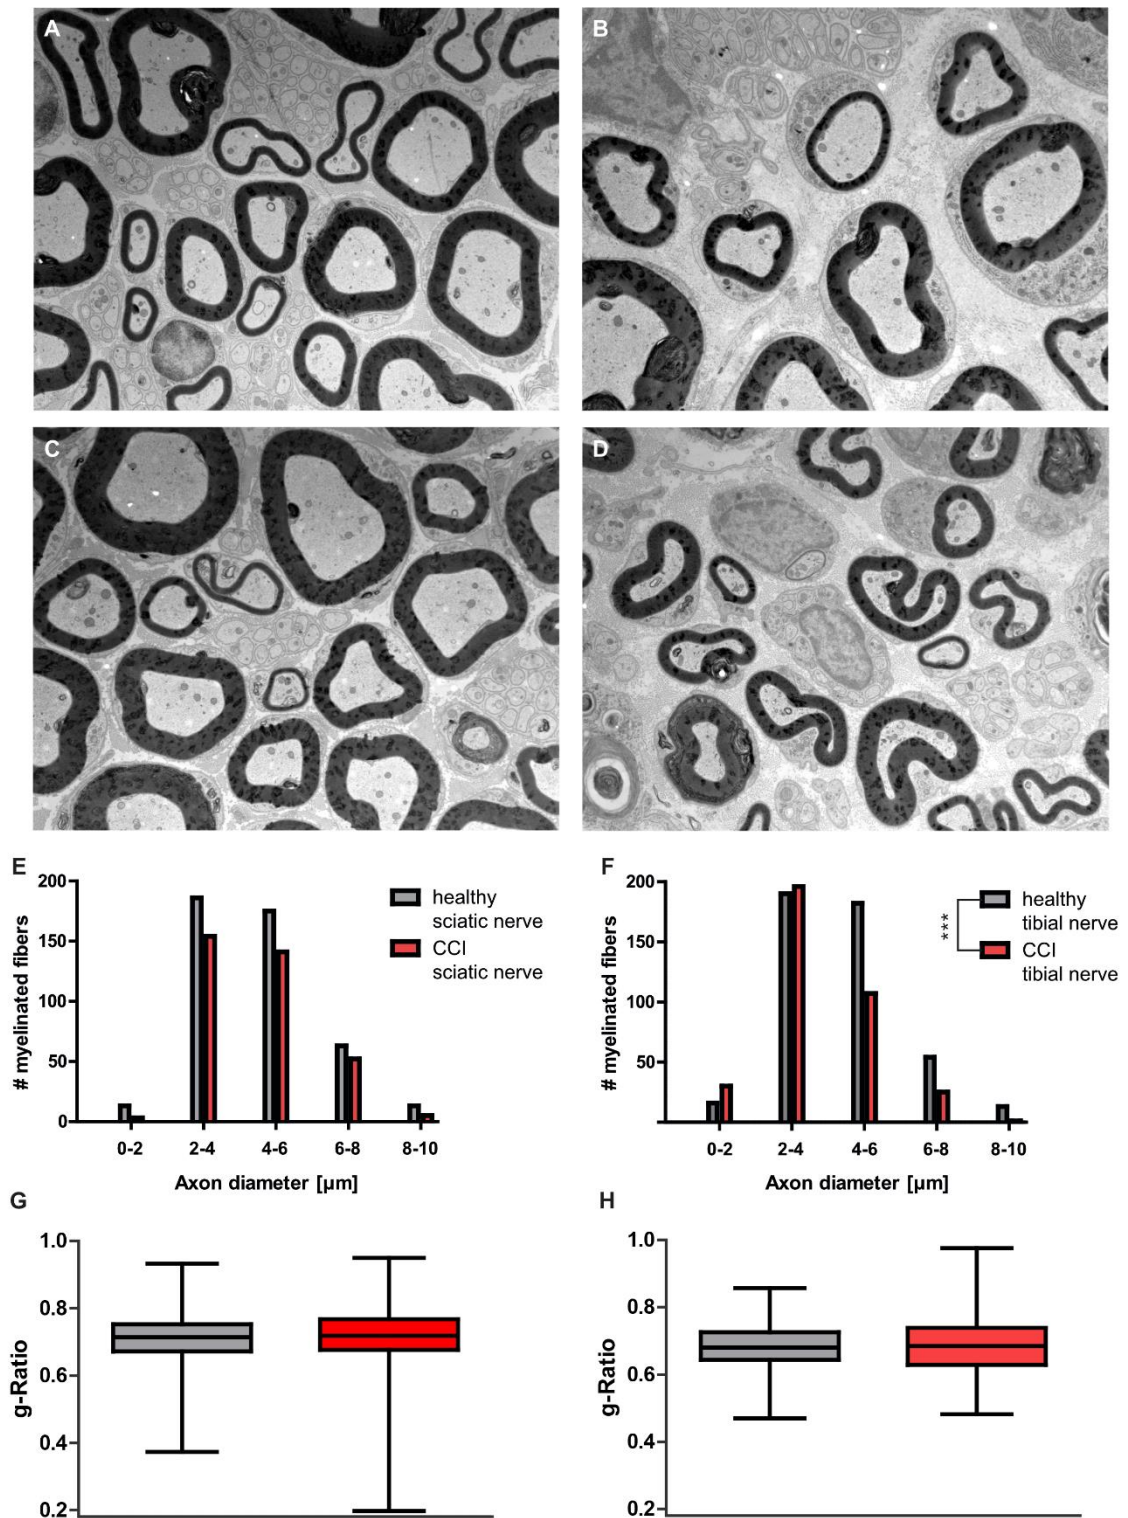 A
B
C
D
E
200
150
100
50
0
# myelinated fibers
0-2
2-4
4-6
6-8
8-10
Axon diameter [µm]
healthy
sciatic nerve
CCI
sciatic nerve
F
200
150
100
50
# myelinated fibers
0-2
2-4
4-6
6-8
8-10
Axon diameter [µm]
***
healthy
tibial nerve
CCI
tibial nerve
G
1.0
0.8
0.6
0.4
0.2
g-Ratio
H
1.0
0.8
0.6
0.4
0.2
g-Ratio